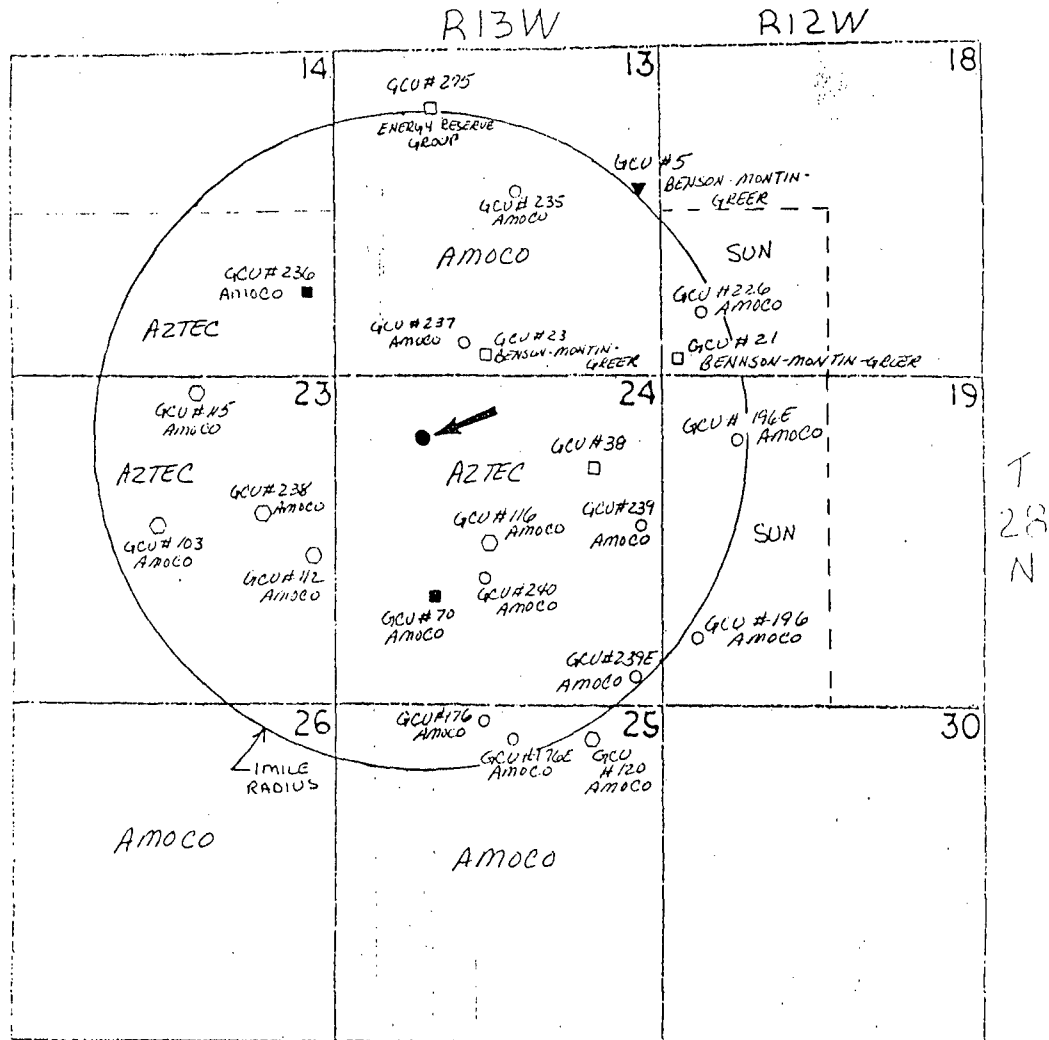 R13W
R12W
14
13
18
GCU# 275
ENERGY RESERVE
GROUP
GCU #5
BENSON-MONTIN-
GREER
GCU# 235
AMOCO
AMOCO
SUN
GCU# 236
AMOCO
GCU #226
AMOCO
AZTEC
GCU# 237
AMOCO
GCU#23
BENSON-MONTIN-
GREER
GCU# 21
BENNSON-MONTIN-GREER
23
24
19
GCU# 115
AMOCO
GCU # 196E
AMOCO
GCU#38
AZTEC
AZTEC
T
28
N
GCU#238
AMOCO
GCU#116
AMOCO
GCU#239
AMOCO
SUN
GCU#103
AMOCO
GCU#112
AMOCO
GCU#240
AMOCO
GCU#70
AMOCO
GCU #196
AMOCO
GCU#239E
AMOCO
26
25
30
GCU#176
AMOCO
GCU#176E
AMOCO
GCU
#120
AMOCO
1 MILE
RADIUS
AMOCO
AMOCO